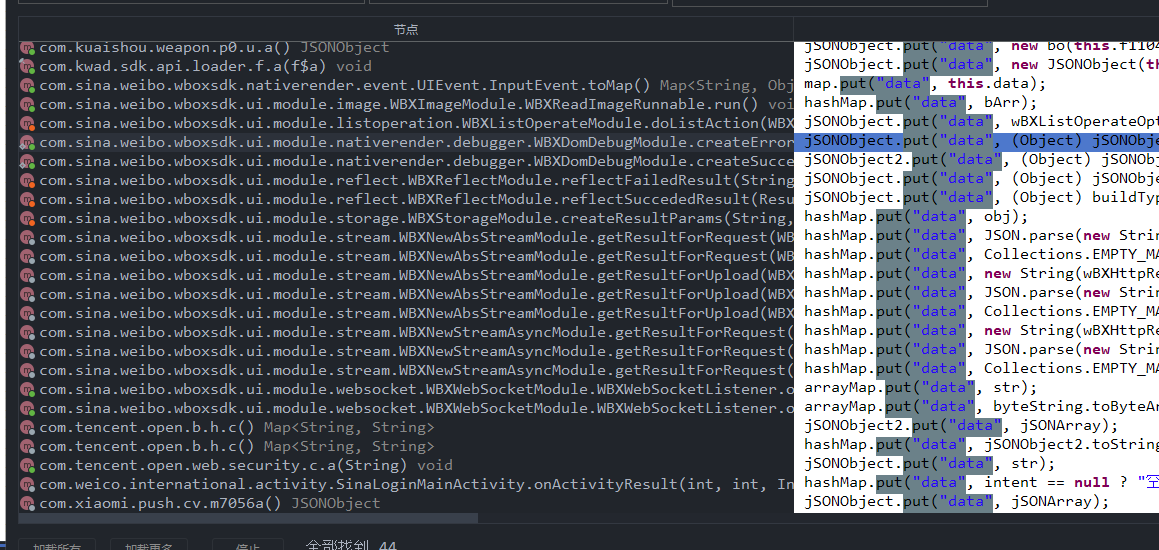 节点
com.kuaishou.weapon.p0.u.a() JSONObject jSONObject.put("data", new bo(this.f1104
com.kwad.sdk.api.loader.f.a(f$a) void jSONObject.put("data", new JSONObject(th
com.sina.weibo.wboxsdk.nativerender.event.UIEvent.InputEvent.toMap() Map<String, Obj map.put("data", this.data);
com.sina.weibo.wboxsdk.ui.module.image.WBXImageModule.WBXReadImageRunnable.run() voi hashMap.put("data", bArr);
com.sina.weibo.wboxsdk.ui.module.listoperation.WBXListOperateModule.doListAction(WBX jSONObject.put("data", wBXListOperateOpt
com.sina.weibo.wboxsdk.ui.module.nativerender.debugger.WBXDomDebugModule.createError jSONObject.put("data", (Object) jSONObje
com.sina.weibo.wboxsdk.ui.module.nativerender.debugger.WBXDomDebugModule.createSucce jSONObject2.put("data", (Object) jSONObj
com.sina.weibo.wboxsdk.ui.module.reflect.WBXReflectModule.reflectFailedResult(String jSONObject.put("data", (Object) jSONObje
com.sina.weibo.wboxsdk.ui.module.reflect.WBXReflectModule.reflectSuccededResult(Resu jSONObject.put("data", (Object) buildTyp
com.sina.weibo.wboxsdk.ui.module.storage.WBXStorageModule.createResultParams(String, hashMap.put("data", obj);
com.sina.weibo.wboxsdk.ui.module.stream.WBXNewAbsStreamModule.getResultForRequest(WB hashMap.put("data", JSON.parse(new Strin
com.sina.weibo.wboxsdk.ui.module.stream.WBXNewAbsStreamModule.getResultForRequest(WB hashMap.put("data", Collections.EMPTY_MA
com.sina.weibo.wboxsdk.ui.module.stream.WBXNewAbsStreamModule.getResultForUpload(WBX hashMap.put("data", new String(wBXHttpRe
com.sina.weibo.wboxsdk.ui.module.stream.WBXNewAbsStreamModule.getResultForUpload(WBX hashMap.put("data", JSON.parse(new Strin
com.sina.weibo.wboxsdk.ui.module.stream.WBXNewAbsStreamModule.getResultForUpload(WBX hashMap.put("data", Collections.EMPTY_MA
com.sina.weibo.wboxsdk.ui.module.stream.WBXNewStreamAsyncModule.getResultForRequest( hashMap.put("data", new String(wBXHttpRe
com.sina.weibo.wboxsdk.ui.module.stream.WBXNewStreamAsyncModule.getResultForRequest( hashMap.put("data", JSON.parse(new Strin
com.sina.weibo.wboxsdk.ui.module.stream.WBXNewStreamAsyncModule.getResultForRequest( hashMap.put("data", Collections.EMPTY_MA
com.sina.weibo.wboxsdk.ui.module.websocket.WBXWebSocketModule.WBXWebSocketListener.o arrayMap.put("data", str);
com.sina.weibo.wboxsdk.ui.module.websocket.WBXWebSocketModule.WBXWebSocketListener.o arrayMap.put("data", byteString.toByteAr
com.tencent.open.b.h.c() Map<String, String> jSONObject2.put("data", jSONArray);
com.tencent.open.b.h.c() Map<String, String> hashMap.put("data", jSONObject2.toString
com.tencent.open.web.security.c.a(String) void jSONObject.put("data", str);
com.weico.international.activity.SinaLoginMainActivity.onActivityResult(int, int, In hashMap.put("data", intent == null ? "空
com.xiaomi.push.cv.m7056a() JSONObject jSONObject.put("data", jSONArray);
加载所有 加载更多 停止 全部找到 44